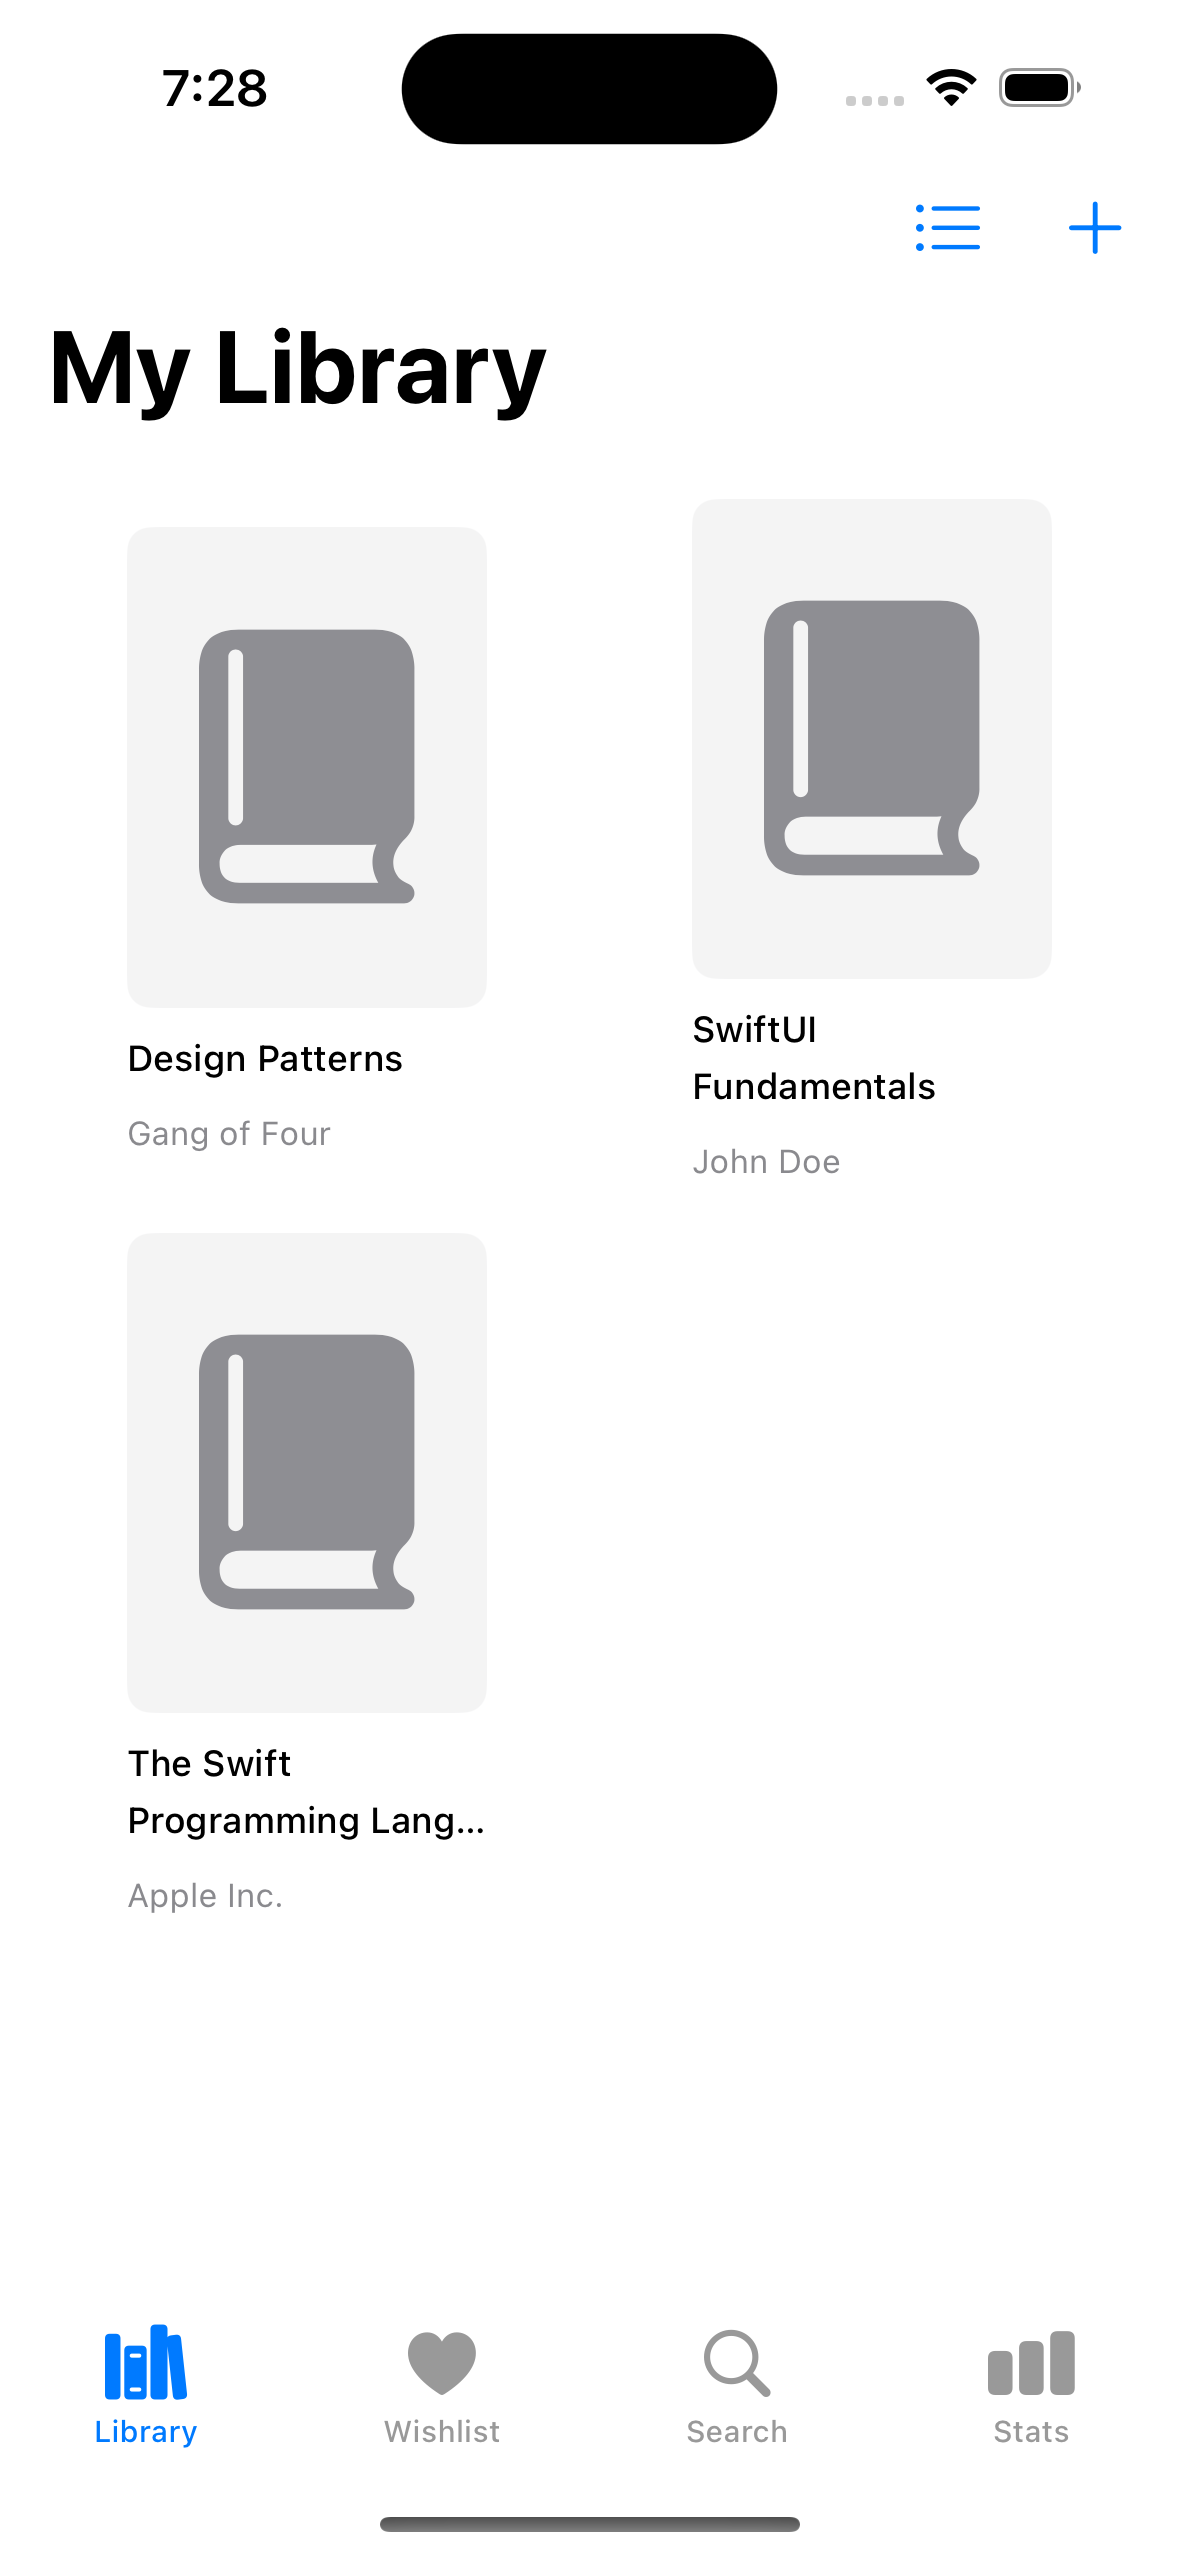 7:28
My Library
Design Patterns
Gang of Four
SwiftUI
Fundamentals
John Doe
The Swift
Programming Lang...
Apple Inc.
Library
Wishlist
Search
Stats